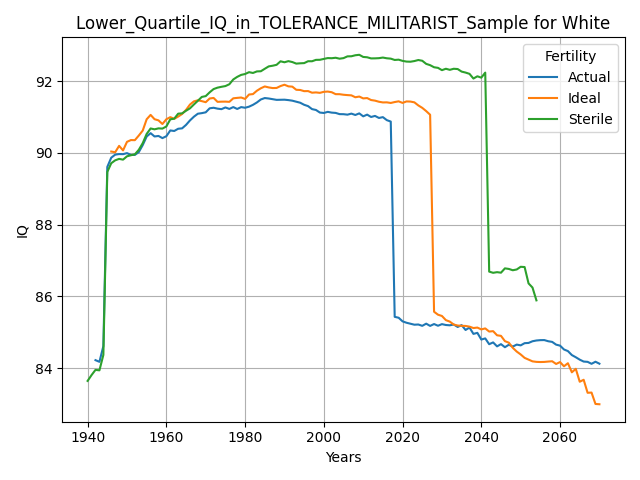 Lower_Quartile_IQ_in_TOLERANCE_MILITARIST_Sample for White
Fertility
Actual
Ideal
Sterile
IQ
92
90
88
86
84
1940 1960 1980 2000 2020 2040 2060
Years